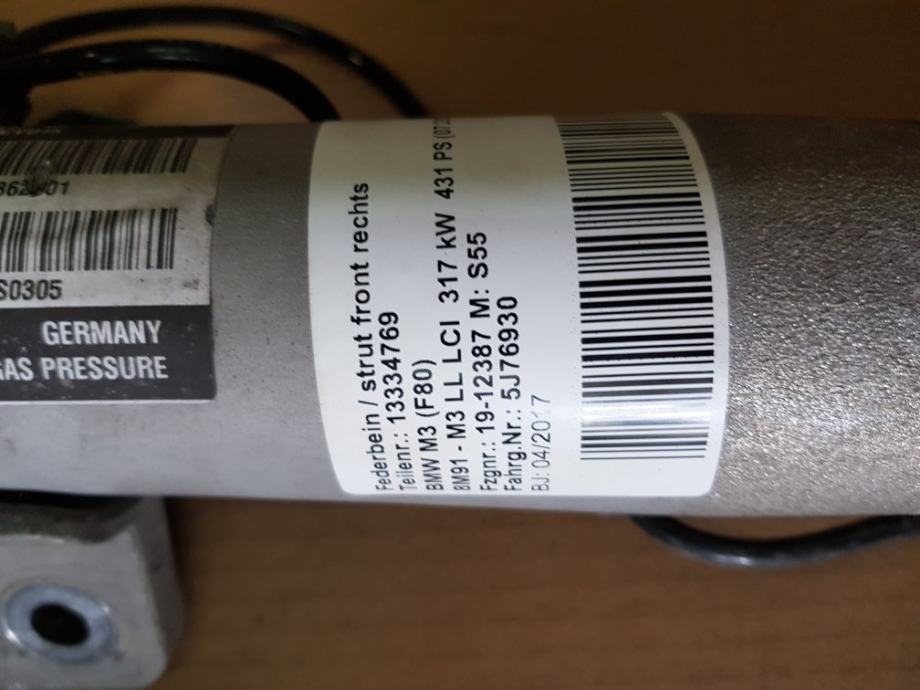 GERMANY
GAS PRESSURE
Federbein / strut front rechts
Teilenr.: 13334769
BMW M3 (F80)
8M91 - M3 LL LCI 317 kW 431 PS
Fzgnr.: 19-12387 M: S55
Fahrg.Nr.: 5J76930
BJ: 04/2017